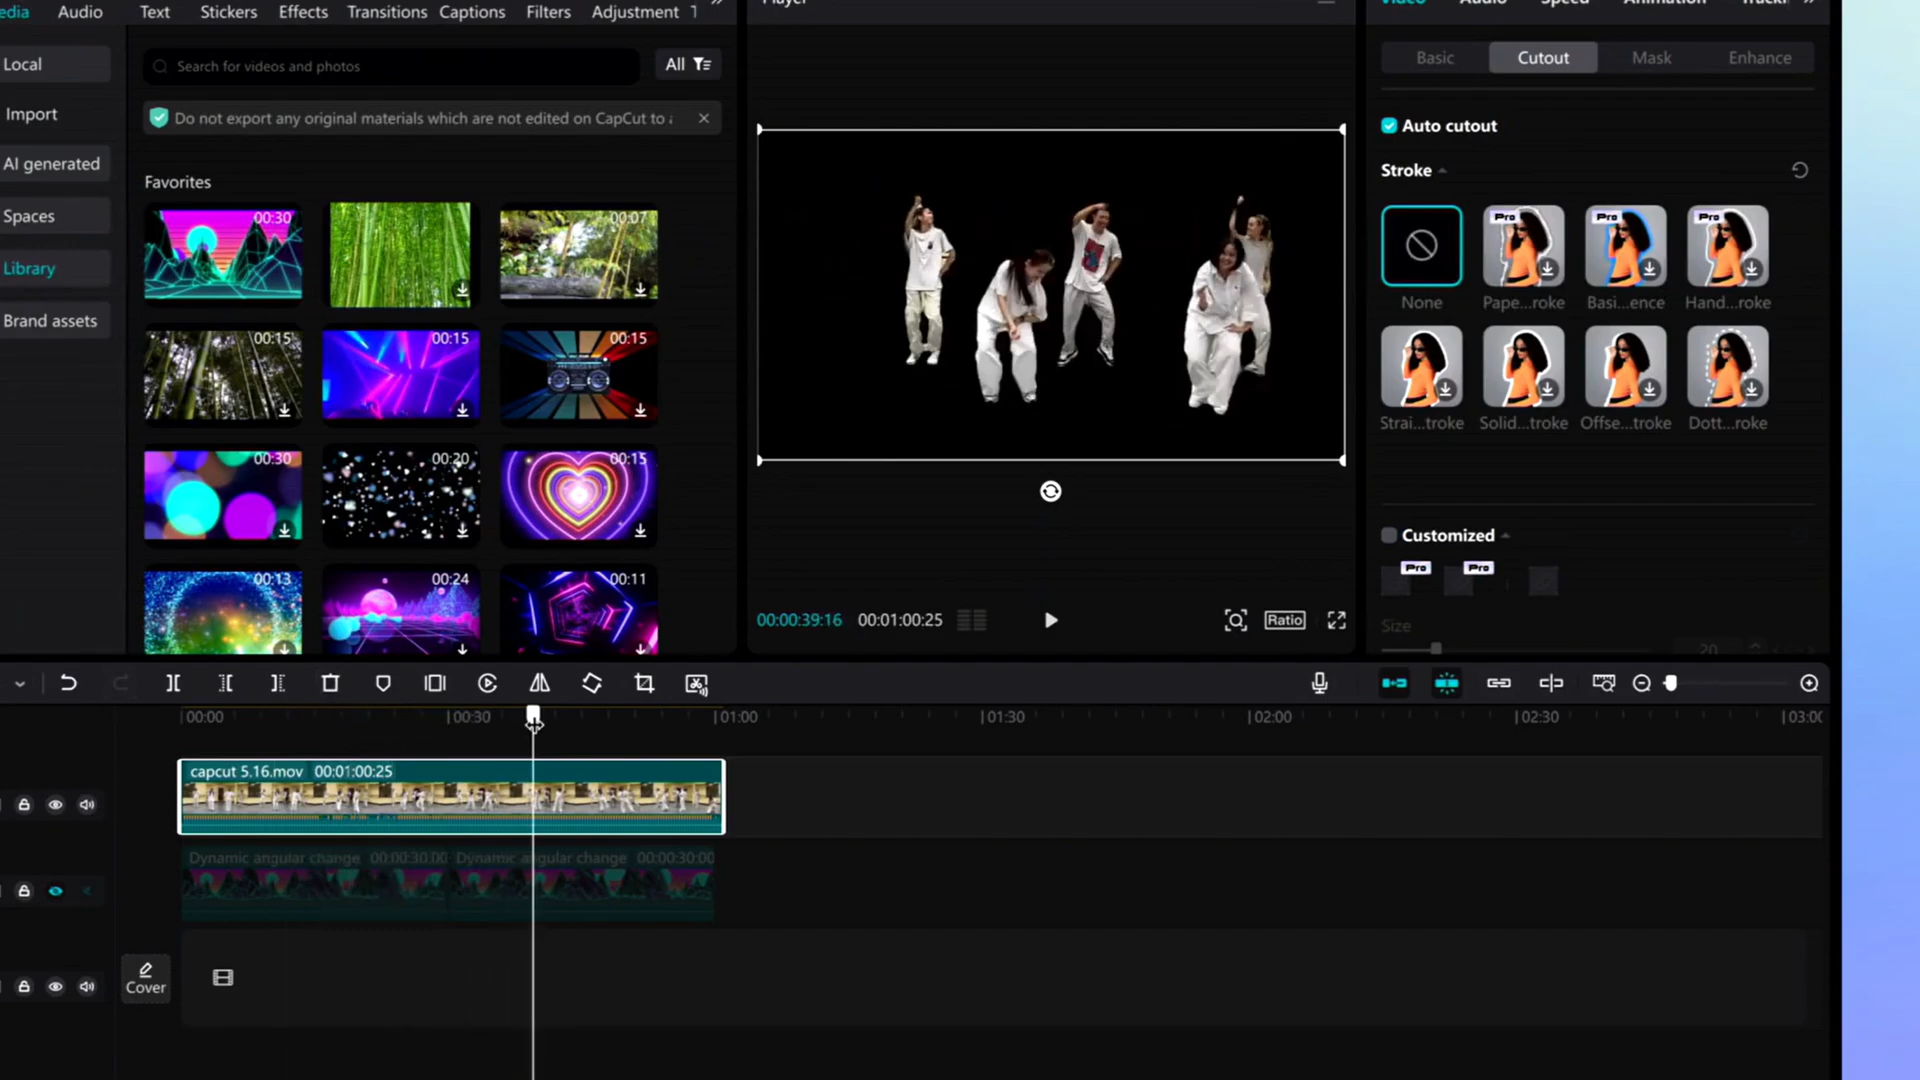 edia Audio Text Stickers Effects Transitions Captions Filters Adjustment
Player
Video Audio Speed Animation
Local
Import
AI generated
Spaces
Library
Brand assets
Search for videos and photos
All
Do not export any original materials which are not edited on CapCut to
Favorites
00:30
00:07
00:15
00:15
00:15
00:30
00:20
00:15
00:13
00:24
00:11
00:00:39:16 00:01:00:25
Ratio
Basic Cutout Mask Enhance
Auto cutout
Stroke
Pro
Pro
Pro
None Pape...roke Basi...ence Hand...roke
Strai...troke Solid...troke Offse...troke Dott...roke
Customized
Pro
Pro
Size
20
00:00 00:30 01:00 01:30 02:00 02:30 03:00
capcut 5.16.mov 00:01:00:25
Dynamic angular change 00:00:30:00 Dynamic angular change 00:00:30:00
Cover